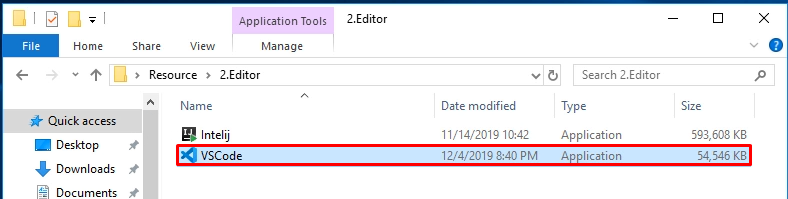 Application Tools 2.Editor
File Home Share View Manage
Resource 2.Editor Search 2.Editor
Name Date modified Type Size
Quick access
Intelij 11/14/2019 10:42 Application 593,608 KB
Desktop
VSCode 12/4/2019 8:40 PM Application 54,546 KB
Downloads
Documents